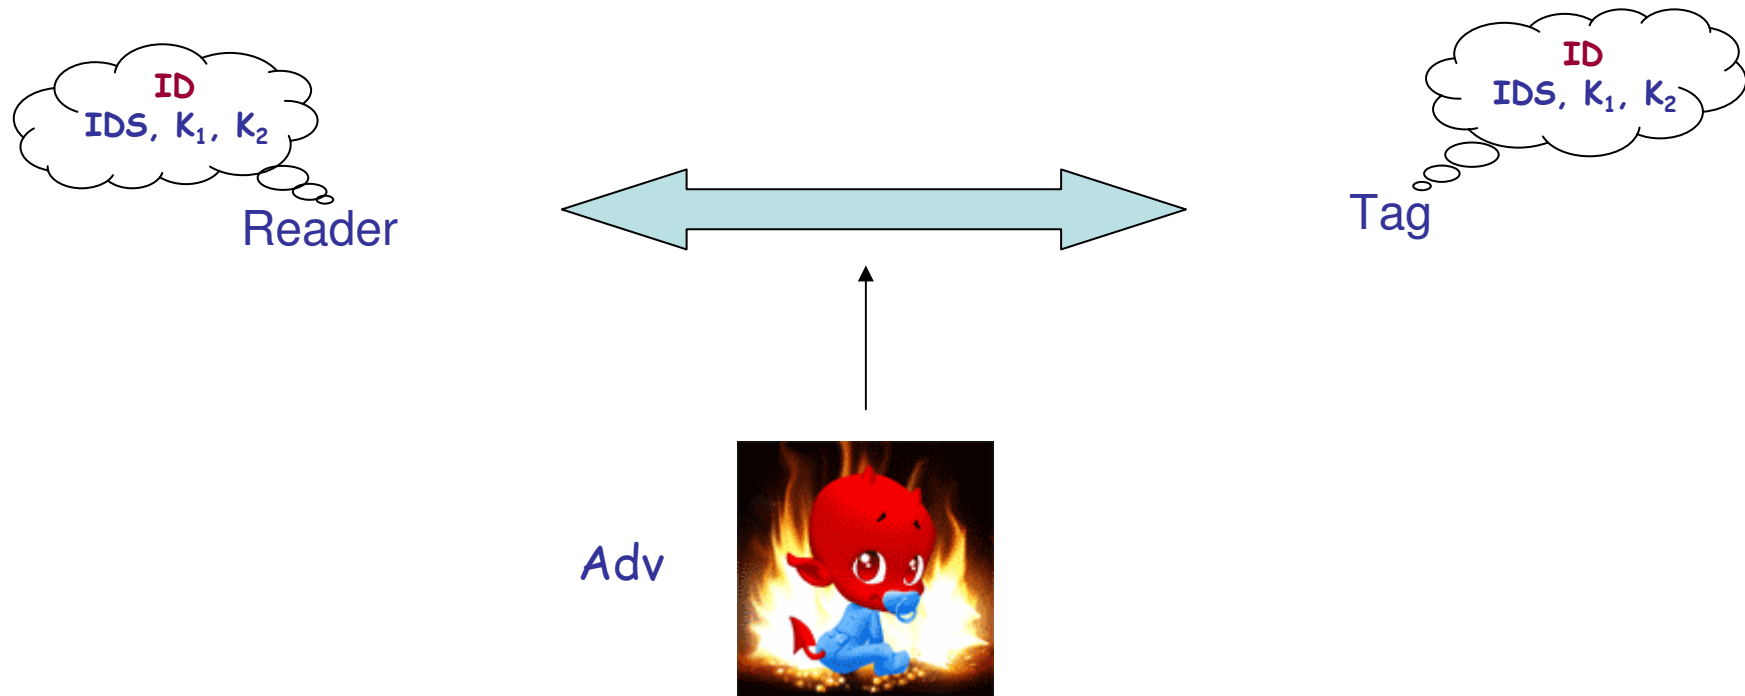 ID
IDS, K₁, K₂
Reader
ID
IDS, K₁, K₂
Tag
Adv